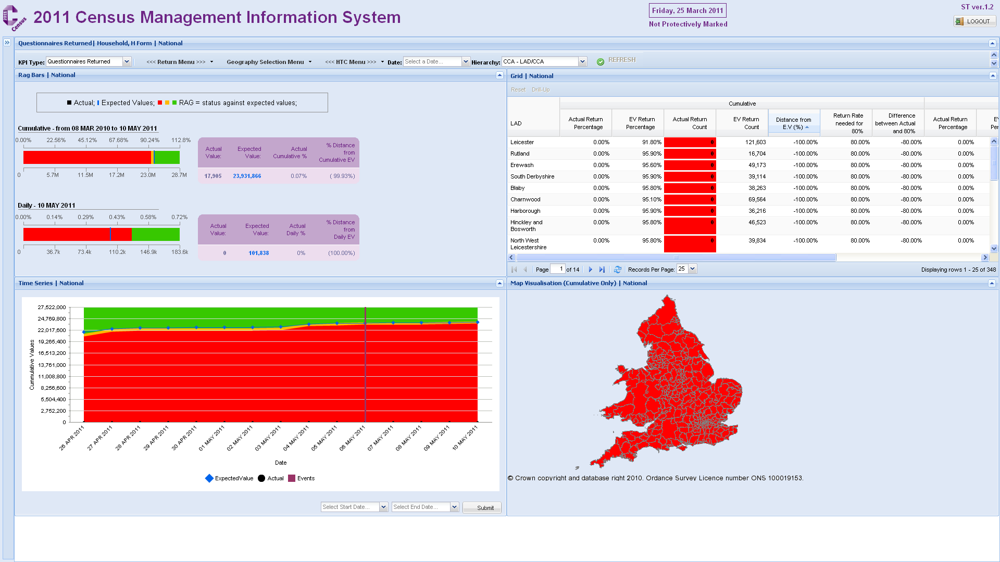 2011 Census
2011 Census Management Information System
Friday, 25 March 2011
Not Protectively Marked
ST ver.1.2
LOGOUT
Questionnaires Returned| Household, H Form | National
KPI Type: Questionnaires Returned <<< Return Menu >>> Geography Selection Menu <<< HTC Menu >>> Date: Select a Date... Hierarchy: CCA - LAD/CCA REFRESH
Rag Bars | National
Actual; Expected Values; RAG = status against expected values;
Cumulative - from 08 MAR 2010 to 10 MAY 2011
0.00% 22.56% 45.12% 67.68% 90.24% 112.8%
0 5.7M 11.5M 17.2M 23.0M 28.7M
Actual Value: Expected Value: Actual Cumulative % % Distance from Cumulative EV
17,905 23,931,866 0.07% ( 99.93%)
Daily - 10 MAY 2011
0.00% 0.14% 0.29% 0.43% 0.58% 0.72%
0 36.7k 73.4k 110.2k 146.9k 183.6k
Actual Value: Expected Value: Actual Daily % % Distance from Daily EV
0 101,838 0% (100.00%)
Grid | National
Reset Drill-Up
Cumulative
LAD Actual Return Percentage EV Return Percentage Actual Return Count EV Return Count Distance from E.V (%) Return Rate needed for 80% Difference between Actual and 80% Actual Return Percentage
Leicester 0.00% 91.80% 0 121,603 -100.00% 80.00% -80.00% 0.00%
Rutland 0.00% 95.90% 0 16,704 -100.00% 80.00% -80.00% 0.00%
Erewash 0.00% 95.60% 0 49,173 -100.00% 80.00% -80.00% 0.00%
South Derbyshire 0.00% 95.90% 0 39,114 -100.00% 80.00% -80.00% 0.00%
Blaby 0.00% 95.80% 0 38,263 -100.00% 80.00% -80.00% 0.00%
Charnwood 0.00% 95.10% 0 69,564 -100.00% 80.00% -80.00% 0.00%
Harborough 0.00% 95.90% 0 36,216 -100.00% 80.00% -80.00% 0.00%
Hinckley and Bosworth 0.00% 95.80% 0 46,523 -100.00% 80.00% -80.00% 0.00%
North West Leicestershire 0.00% 95.80% 0 39,834 -100.00% 80.00% -80.00% 0.00%
Page 1 of 14 Records Per Page: 25 Displaying rows 1 - 25 of 348
Time Series | National
Cummulative Values
27,522,000
24,769,800
22,017,600
19,265,400
16,513,200
13,761,000
11,008,800
8,256,600
5,504,400
2,752,200
0
26 APR 2011 27 APR 2011 28 APR 2011 29 APR 2011 30 APR 2011 01 MAY 2011 02 MAY 2011 03 MAY 2011 04 MAY 2011 05 MAY 2011 06 MAY 2011 07 MAY 2011 08 MAY 2011 09 MAY 2011 10 MAY 2011
Date
ExpectedValue Actual Events
Select Start Date... Select End Date... Submit
Map Visualisation (Cumulative Only) | National
© Crown copyright and database right 2010. Ordance Survey Licence number ONS 100019153.